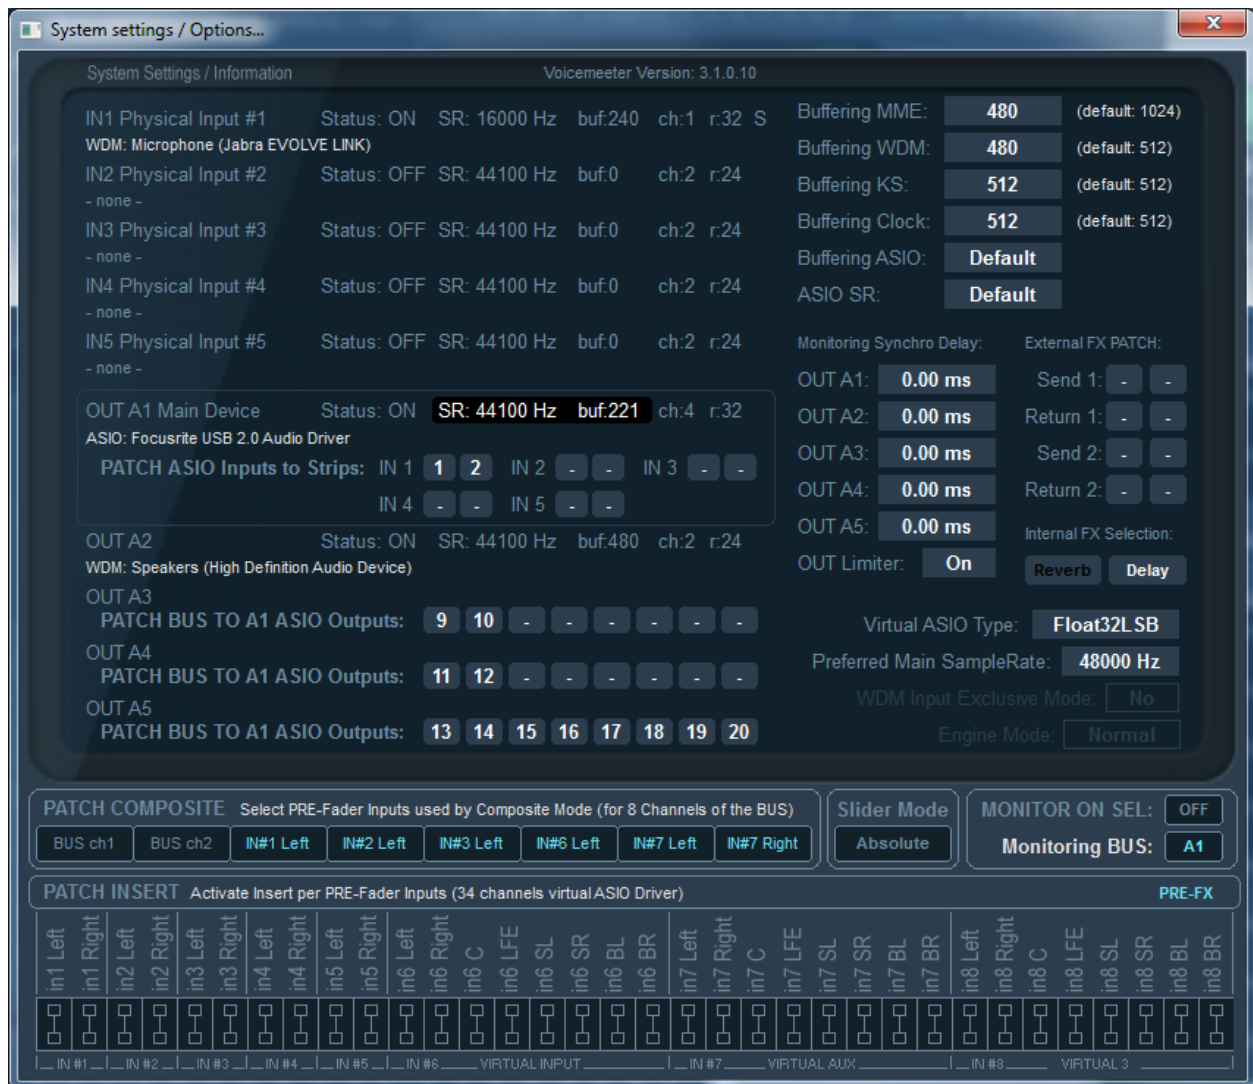 System settings / Options...
System Settings / Information
Voicemeeter Version: 3.1.0.10
IN1 Physical Input #1 Status: ON SR: 16000 Hz buf:240 ch:1 r:32 S
WDM: Microphone (Jabra EVOLVE LINK)
IN2 Physical Input #2 Status: OFF SR: 44100 Hz buf:0 ch:2 r:24
- none -
IN3 Physical Input #3 Status: OFF SR: 44100 Hz buf:0 ch:2 r:24
- none -
IN4 Physical Input #4 Status: OFF SR: 44100 Hz buf:0 ch:2 r:24
- none -
IN5 Physical Input #5 Status: OFF SR: 44100 Hz buf:0 ch:2 r:24
- none -
OUT A1 Main Device Status: ON SR: 44100 Hz buf:221 ch:4 r:32
ASIO: Focusrite USB 2.0 Audio Driver
PATCH ASIO Inputs to Strips: IN 1 1 2 IN 2 - - IN 3 - -
IN 4 - - IN 5 - -
OUT A2 Status: ON SR: 44100 Hz buf:480 ch:2 r:24
WDM: Speakers (High Definition Audio Device)
OUT A3
PATCH BUS TO A1 ASIO Outputs: 9 10 - - - - - -
OUT A4
PATCH BUS TO A1 ASIO Outputs: 11 12 - - - - - -
OUT A5
PATCH BUS TO A1 ASIO Outputs: 13 14 15 16 17 18 19 20
Buffering MME: 480 (default: 1024)
Buffering WDM: 480 (default: 512)
Buffering KS: 512 (default: 512)
Buffering Clock: 512 (default: 512)
Buffering ASIO: Default
ASIO SR: Default
Monitoring Synchro Delay:
OUT A1: 0.00 ms
OUT A2: 0.00 ms
OUT A3: 0.00 ms
OUT A4: 0.00 ms
OUT A5: 0.00 ms
OUT Limiter: On
External FX PATCH:
Send 1: - -
Return 1: - -
Send 2: - -
Return 2: - -
Internal FX Selection:
Reverb Delay
Virtual ASIO Type: Float32LSB
Preferred Main SampleRate: 48000 Hz
WDM Input Exclusive Mode: No
Engine Mode: Normal
PATCH COMPOSITE Select PRE-Fader Inputs used by Composite Mode (for 8 Channels of the BUS)
BUS ch1 BUS ch2 IN#1 Left IN#2 Left IN#3 Left IN#6 Left IN#7 Left IN#7 Right
Slider Mode
Absolute
MONITOR ON SEL: OFF
Monitoring BUS: A1
PATCH INSERT Activate Insert per PRE-Fader Inputs (34 channels virtual ASIO Driver) PRE-FX
in1 Left
in1 Right
in2 Left
in2 Right
in3 Left
in3 Right
in4 Left
in4 Right
in5 Left
in5 Right
in6 Left
in6 Right
in6 C
in6 LFE
in6 SL
in6 SR
in6 BL
in6 BR
in7 Left
in7 Right
in7 C
in7 LFE
in7 SL
in7 SR
in7 BL
in7 BR
in8 Left
in8 Right
in8 C
in8 LFE
in8 SL
in8 SR
in8 BL
in8 BR
IN #1 IN #2 IN #3 IN #4 IN #5 IN #6 VIRTUAL INPUT IN #7 VIRTUAL AUX IN #8 VIRTUAL 3